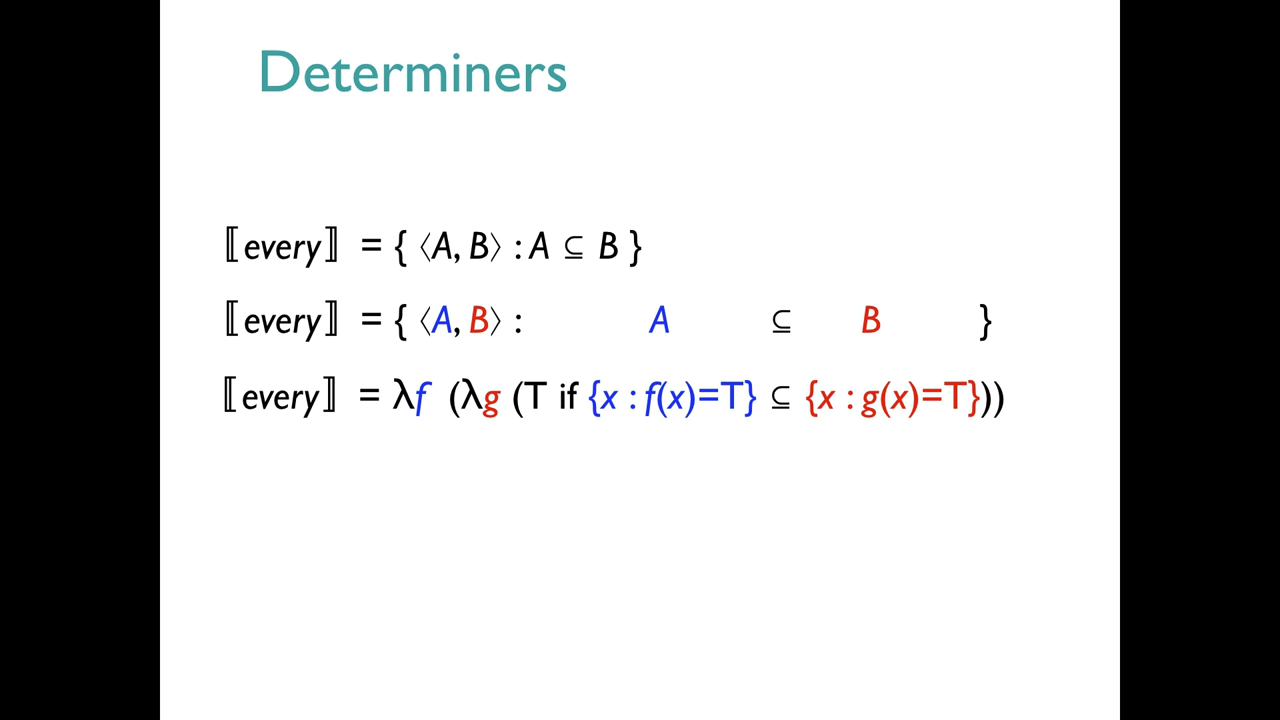 Determiners
⟦every⟧ = { ⟨A, B⟩ : A ⊆ B }
⟦every⟧ = { ⟨A, B⟩ : A ⊆ B }
⟦every⟧ = λf (λg (T if {x : f(x)=T} ⊆ {x : g(x)=T}))